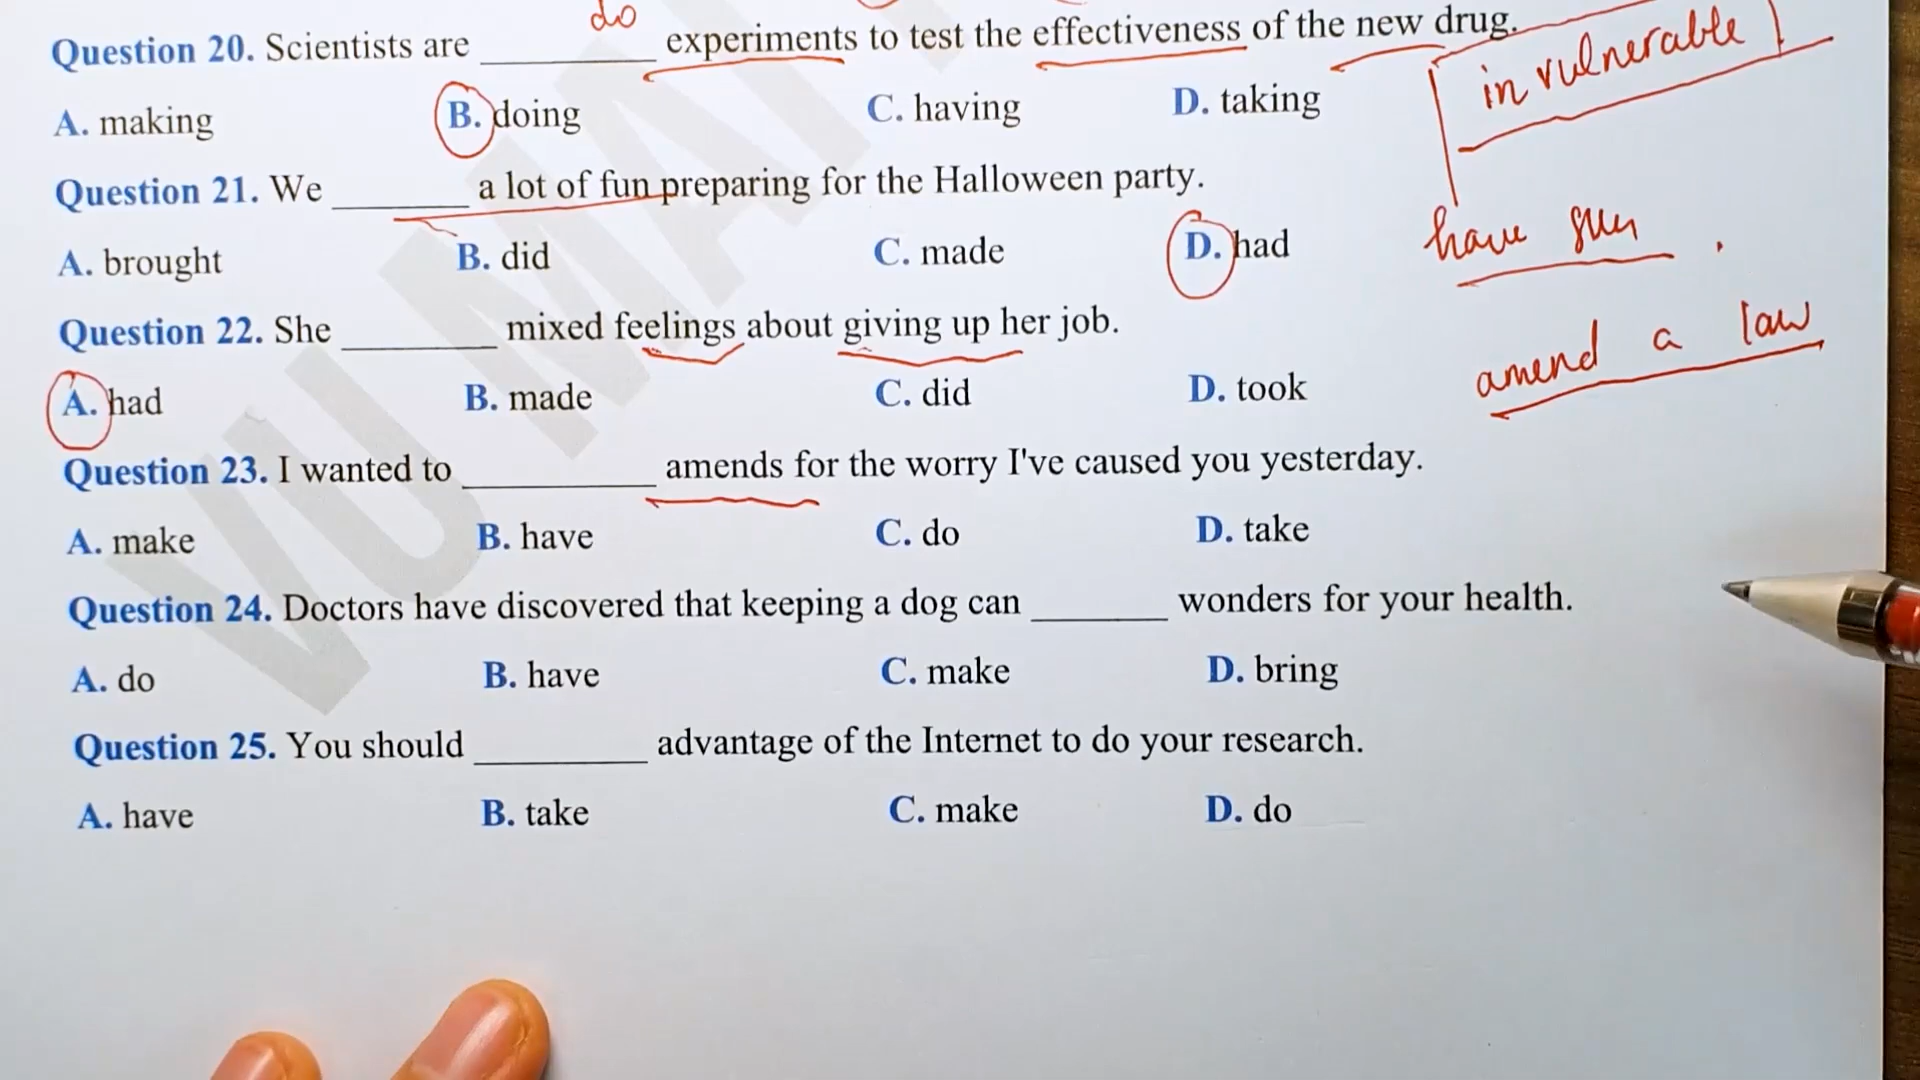 do
Question 20. Scientists are __________ experiments to test the effectiveness of the new drug.
in vulnerable
A. making B. doing C. having D. taking
Question 21. We ________ a lot of fun preparing for the Halloween party.
A. brought B. did C. made D. had
have fun
Question 22. She _________ mixed feelings about giving up her job.
amend a law
A. had B. made C. did D. took
Question 23. I wanted to ___________ amends for the worry I've caused you yesterday.
A. make B. have C. do D. take
Question 24. Doctors have discovered that keeping a dog can ________ wonders for your health.
A. do B. have C. make D. bring
Question 25. You should __________ advantage of the Internet to do your research.
A. have B. take C. make D. do